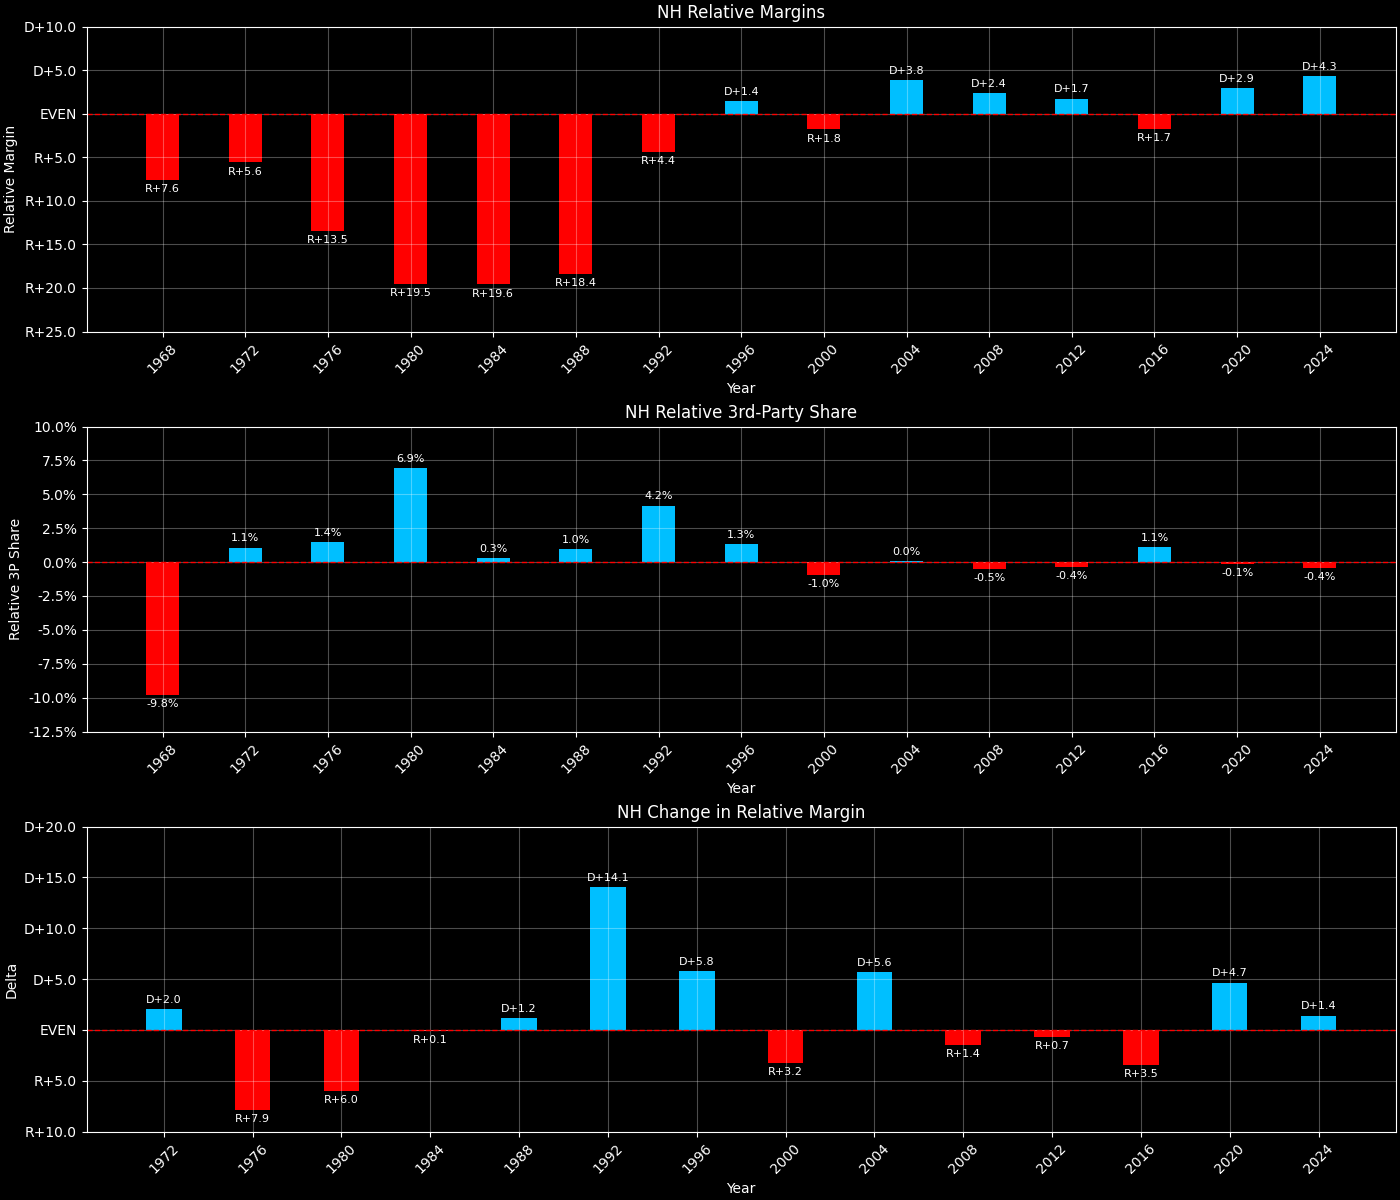 NH Relative Margins
Relative Margin
D+10.0
D+5.0
EVEN
R+5.0
R+10.0
R+15.0
R+20.0
R+25.0
R+7.6
R+5.6
R+13.5
R+19.5
R+19.6
R+18.4
R+4.4
D+1.4
R+1.8
D+3.8
D+2.4
D+1.7
R+1.7
D+2.9
D+4.3
1968
1972
1976
1980
1984
1988
1992
1996
2000
2004
2008
2012
2016
2020
2024
Year
NH Relative 3rd-Party Share
Relative 3P Share
10.0%
7.5%
5.0%
2.5%
0.0%
-2.5%
-5.0%
-7.5%
-10.0%
-12.5%
-9.8%
1.1%
1.4%
6.9%
0.3%
1.0%
4.2%
1.3%
-1.0%
0.0%
-0.5%
-0.4%
1.1%
-0.1%
-0.4%
1968
1972
1976
1980
1984
1988
1992
1996
2000
2004
2008
2012
2016
2020
2024
Year
NH Change in Relative Margin
Delta
D+20.0
D+15.0
D+10.0
D+5.0
EVEN
R+5.0
R+10.0
D+2.0
R+7.9
R+6.0
R+0.1
D+1.2
D+14.1
D+5.8
R+3.2
D+5.6
R+1.4
R+0.7
R+3.5
D+4.7
D+1.4
1972
1976
1980
1984
1988
1992
1996
2000
2004
2008
2012
2016
2020
2024
Year